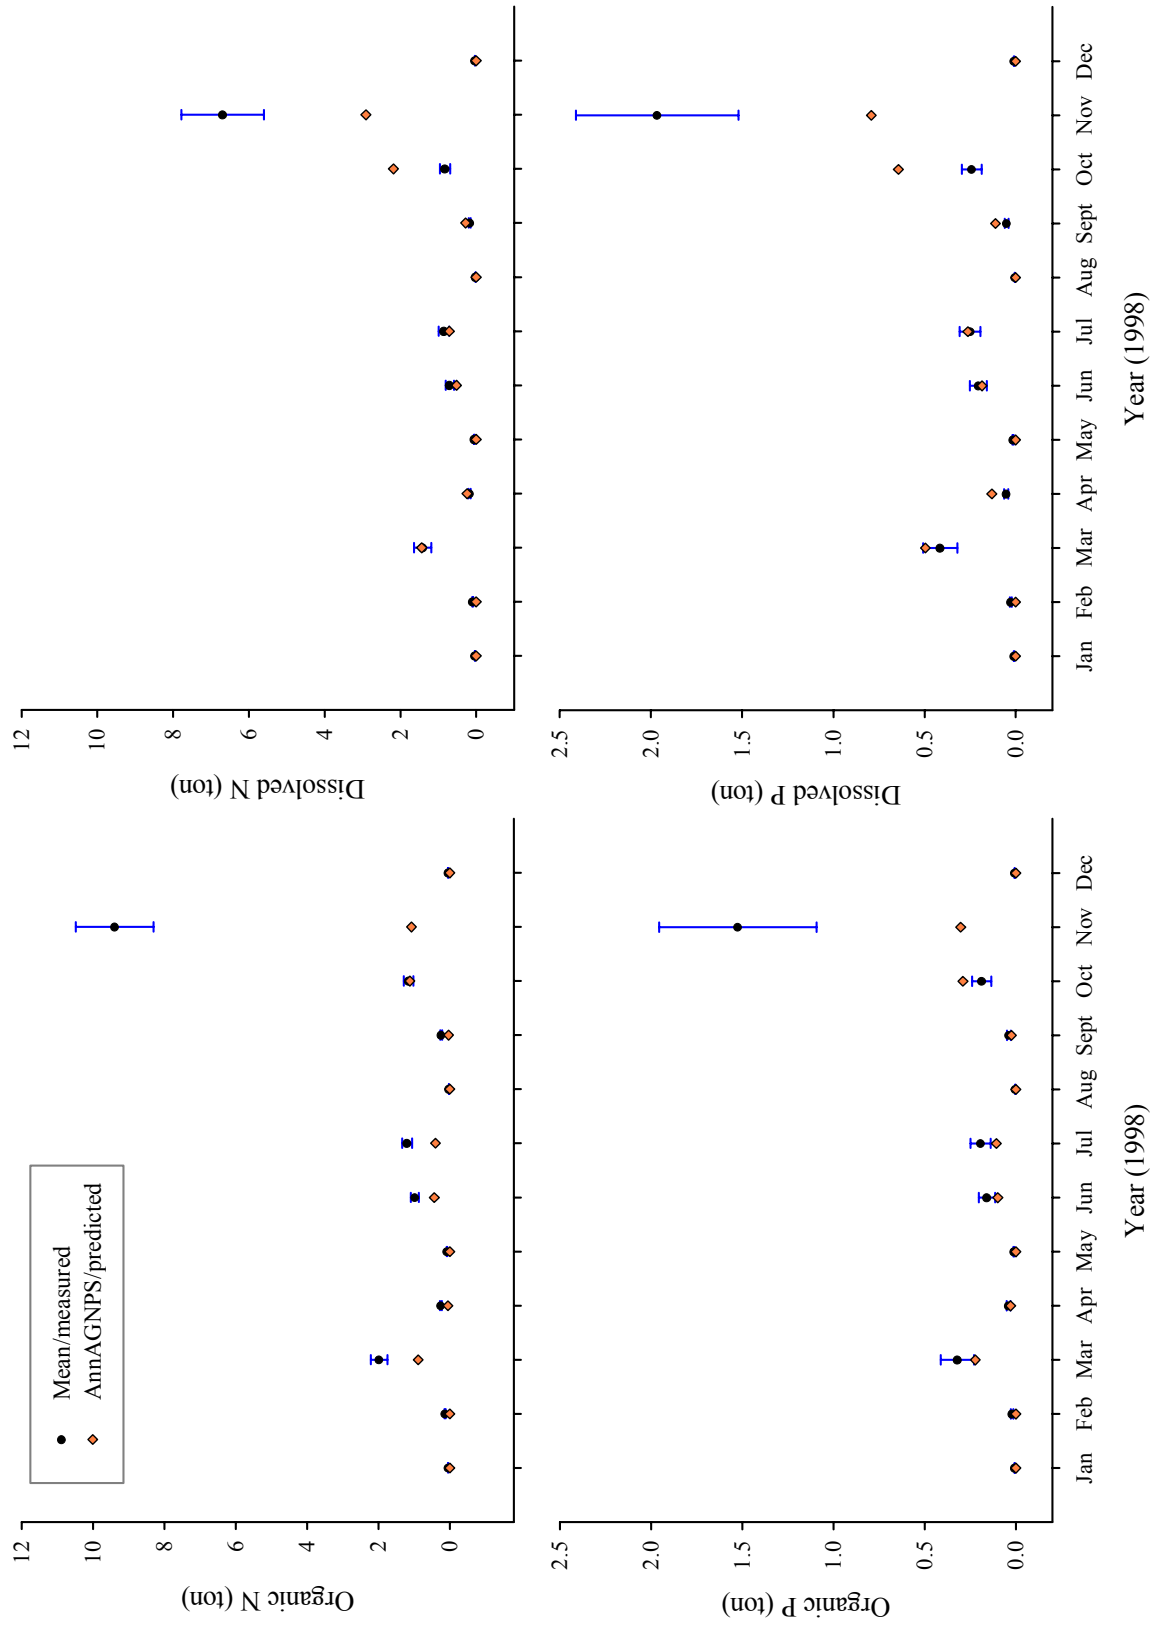 Mean/measured
AnnAGNPS/predicted
Organic N (ton)
12
10
8
6
4
2
0
Dissolved N (ton)
12
10
8
6
4
2
0
Organic P (ton)
2.5
2.0
1.5
1.0
0.5
0.0
Jan Feb Mar Apr May Jun Jul Aug Sept Oct Nov Dec
Year (1998)
Dissolved P (ton)
2.5
2.0
1.5
1.0
0.5
0.0
Jan Feb Mar Apr May Jun Jul Aug Sept Oct Nov Dec
Year (1998)